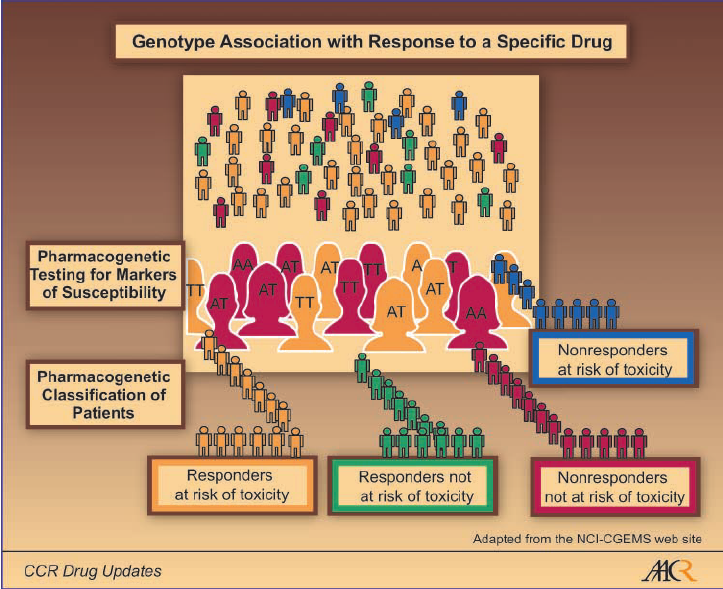 Genotype Association with Response to a Specific Drug
Pharmacogenetic
Testing for Markers
of Susceptibility
TT
AA
AT
AT
AT
TT
AT
TT
TT
AT
A
AT
T
AA
Nonresponders
at risk of toxicity
Pharmacogenetic
Classification of
Patients
Responders
at risk of toxicity
Responders not
at risk of toxicity
Nonresponders
not at risk of toxicity
Adapted from the NCI-CGEMS web site
CCR Drug Updates
AACR